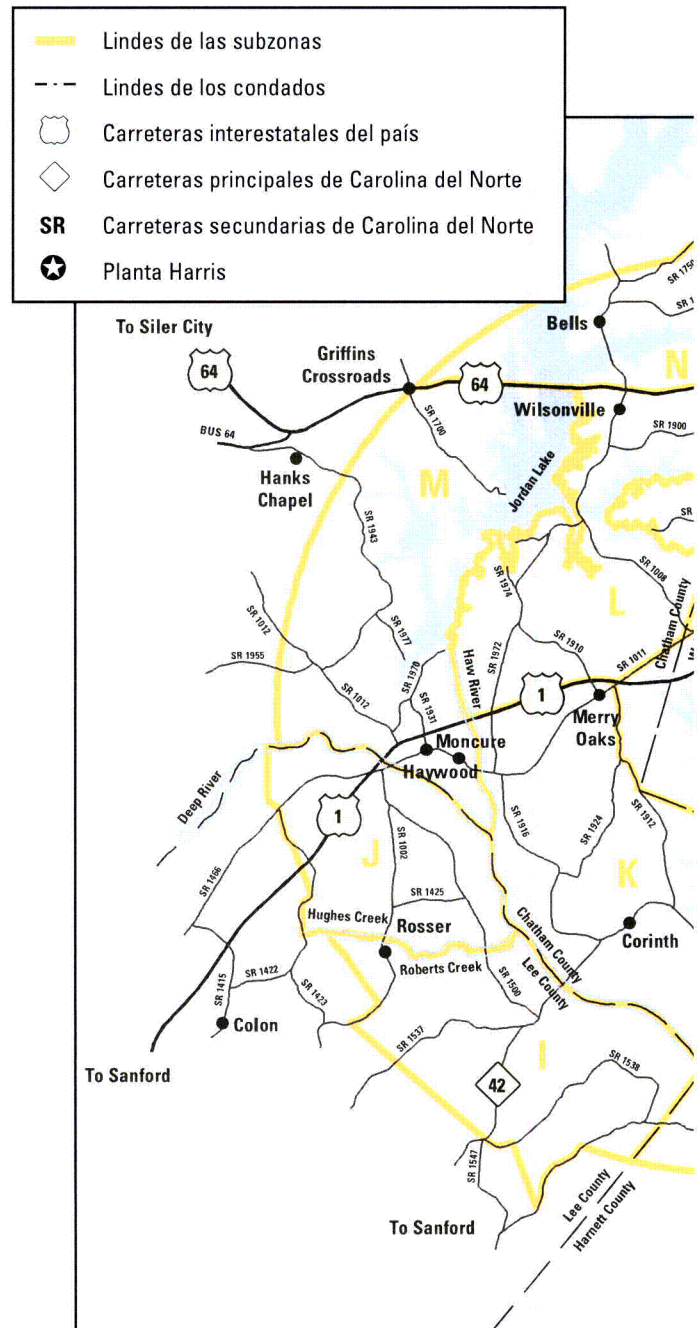 Lindes de las subzonas
Lindes de los condados
Carreteras interestatales del país
Carreteras principales de Carolina del Norte
SR Carreteras secundarias de Carolina del Norte
Planta Harris
SR 1756
SR 1
To Siler City
Bells
Griffins
Crossroads
N
64
64
Wilsonville
BUS 64
SR 1700
SR 1900
Hanks
Chapel
M
Jordan Lake
SR
SR 1943
SR 1974
SR 1008
L
SR 1012
SR 1977
Chatham County
SR 1955
SR 1970
SR 1972
SR 1910
SR 1011
W
SR 1012
Haw River
SR 1931
1
Merry
Oaks
Moncure
Haywood
Deep River
1
SR 1916
SR 1924
SR 1912
J
SR 1002
K
SR 1466
SR 1425
Hughes Creek
Rosser
Chatham County
Lee County
Corinth
Roberts Creek
SR 1422
SR 1415
SR 1423
SR 1500
Colon
SR 1537
I
SR 1538
To Sanford
42
SR 1547
To Sanford
Lee County
Harnett County